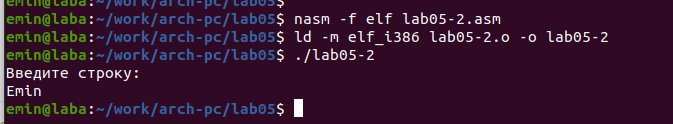 emin@laba:~/work/arch-pc/lab05$ nasm -f elf lab05-2.asm
emin@laba:~/work/arch-pc/lab05$ ld -m elf_i386 lab05-2.o -o lab05-2
emin@laba:~/work/arch-pc/lab05$ ./lab05-2
Введите строку:
Emin
emin@laba:~/work/arch-pc/lab05$